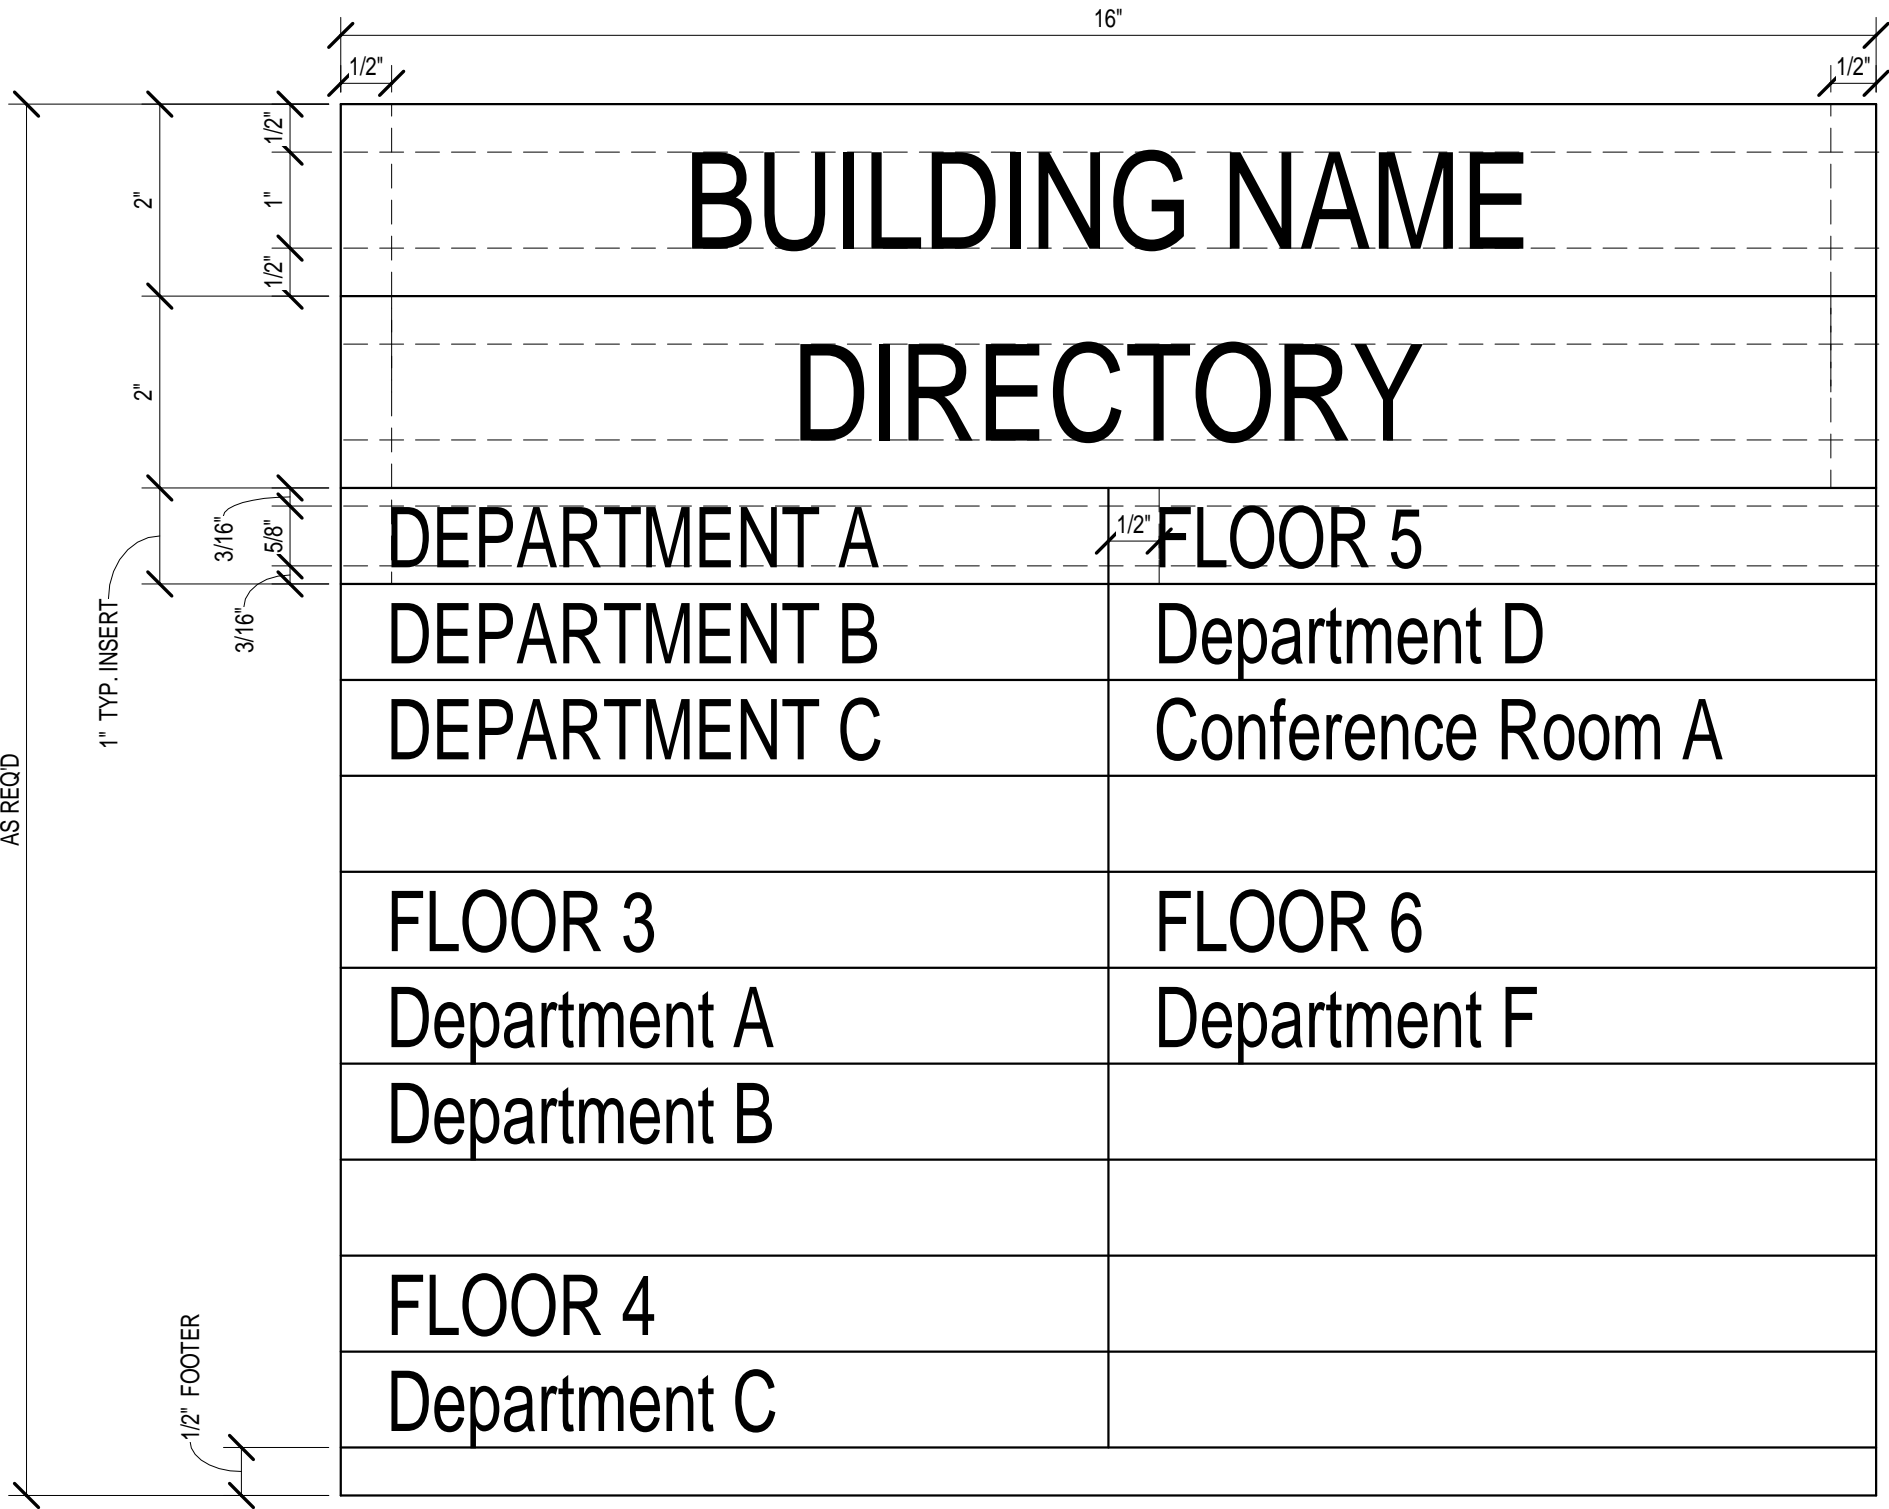 16"
1/2" 1/2"
1/2"
1"
1/2"
2"
BUILDING NAME
2"
DIRECTORY
3/16"
5/8"
3/16"
1" TYP. INSERT
DEPARTMENT A 1/2" FLOOR 5
DEPARTMENT B Department D
DEPARTMENT C Conference Room A
AS REQ'D
FLOOR 3 FLOOR 6
Department A Department F
Department B
FLOOR 4
Department C
1/2" FOOTER